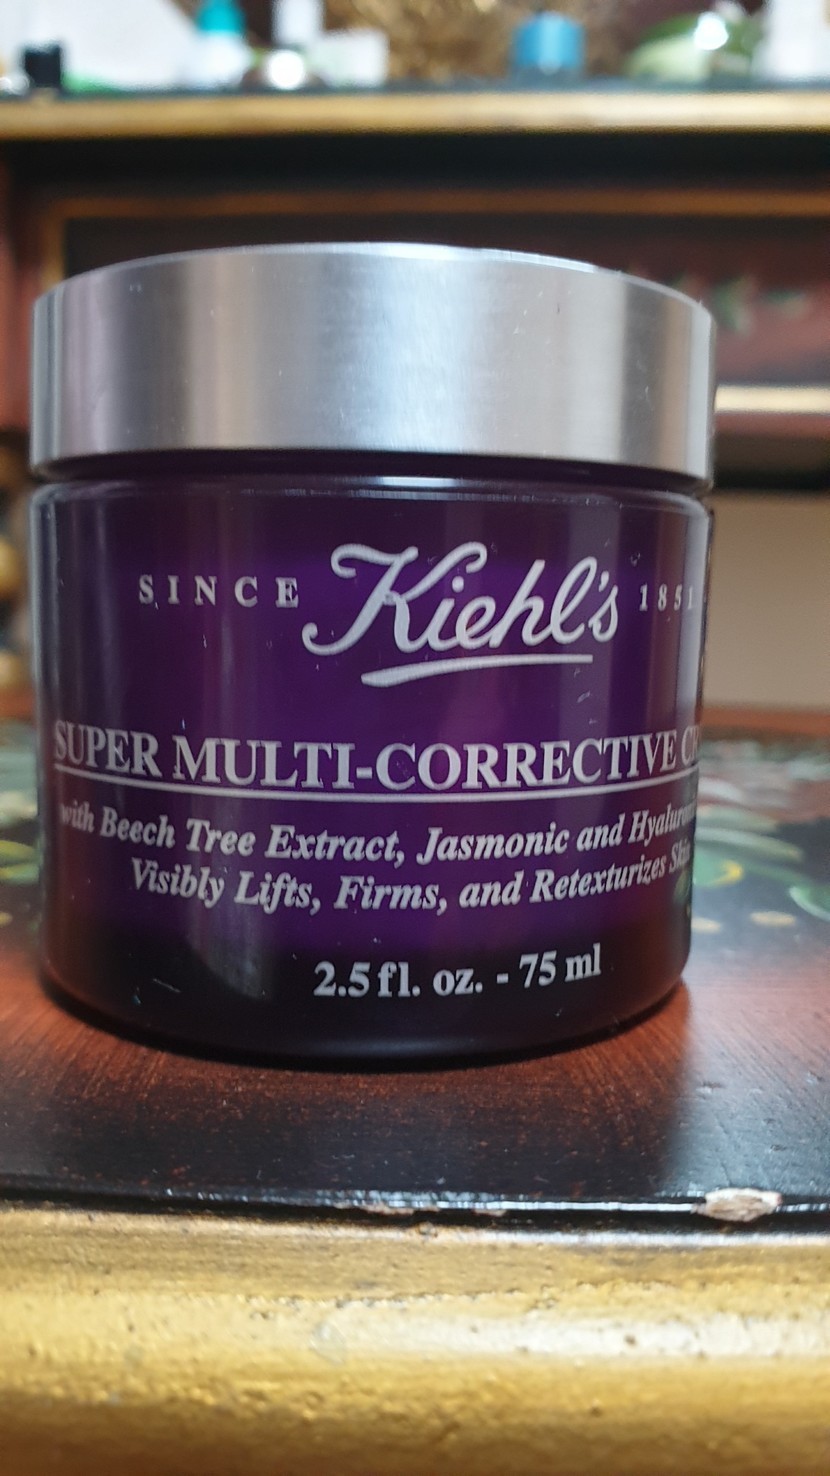 SINCE Kiehl's 1851
SUPER MULTI-CORRECTIVE
with Beech Tree Extract, Jasmonic and
Visibly Lifts, Firms, and Retexturizes
2.5 fl. oz. - 75 ml